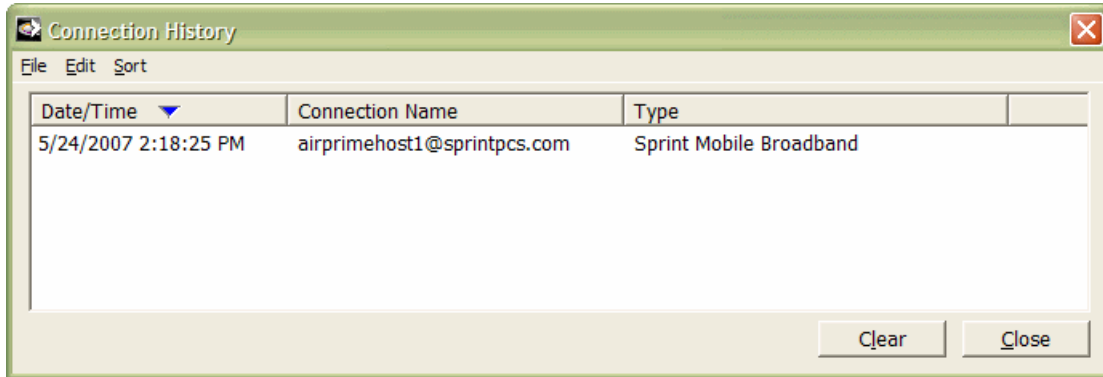 Connection History
File Edit Sort
Date/Time Connection Name Type
5/24/2007 2:18:25 PM airprimehost1@sprintpcs.com Sprint Mobile Broadband
Clear Close